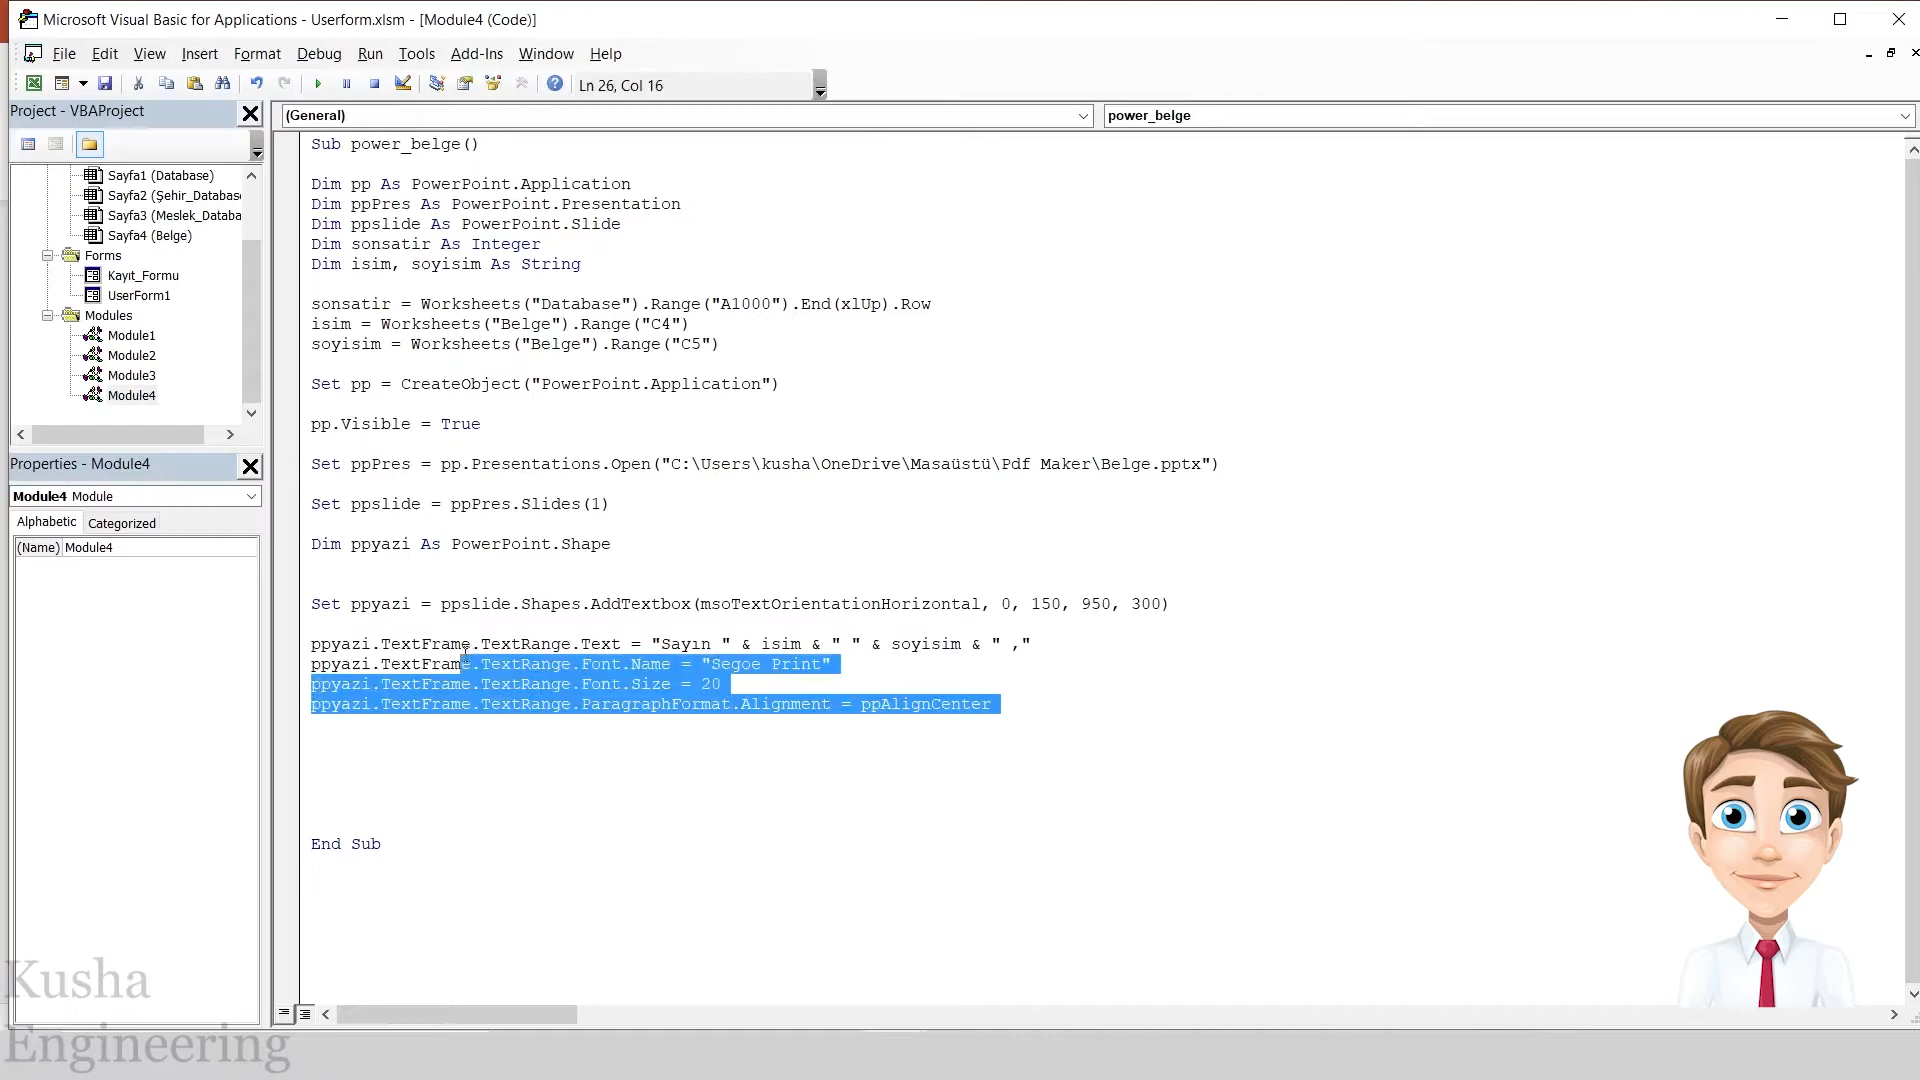 Microsoft Visual Basic for Applications - Userform.xlsm - [Module4 (Code)]
File Edit View Insert Format Debug Run Tools Add-Ins Window Help
Ln 26, Col 16
Project - VBAProject
(General)
power_belge
Sayfa1 (Database)
Sayfa2 (Şehir_Databas
Sayfa3 (Meslek_Databa
Sayfa4 (Belge)
Forms
Kayıt_Formu
UserForm1
Modules
Module1
Module2
Module3
Module4
Properties - Module4
Module4 Module
Alphabetic Categorized
(Name) Module4
Sub power_belge()
Dim pp As PowerPoint.Application
Dim ppPres As PowerPoint.Presentation
Dim ppslide As PowerPoint.Slide
Dim sonsatir As Integer
Dim isim, soyisim As String
sonsatir = Worksheets("Database").Range("A1000").End(xlUp).Row
isim = Worksheets("Belge").Range("C4")
soyisim = Worksheets("Belge").Range("C5")
Set pp = CreateObject("PowerPoint.Application")
pp.Visible = True
Set ppPres = pp.Presentations.Open("C:\Users\kusha\OneDrive\Masaüstü\Pdf Maker\Belge.pptx")
Set ppslide = ppPres.Slides(1)
Dim ppyazi As PowerPoint.Shape
Set ppyazi = ppslide.Shapes.AddTextbox(msoTextOrientationHorizontal, 0, 150, 950, 300)
ppyazi.TextFrame.TextRange.Text = "Sayın " & isim & " " & soyisim & " ,"
ppyazi.TextFrame.TextRange.Font.Name = "Segoe Print"
ppyazi.TextFrame.TextRange.Font.Size = 20
ppyazi.TextFrame.TextRange.ParagraphFormat.Alignment = ppAlignCenter
End Sub
Kusha
Engineering